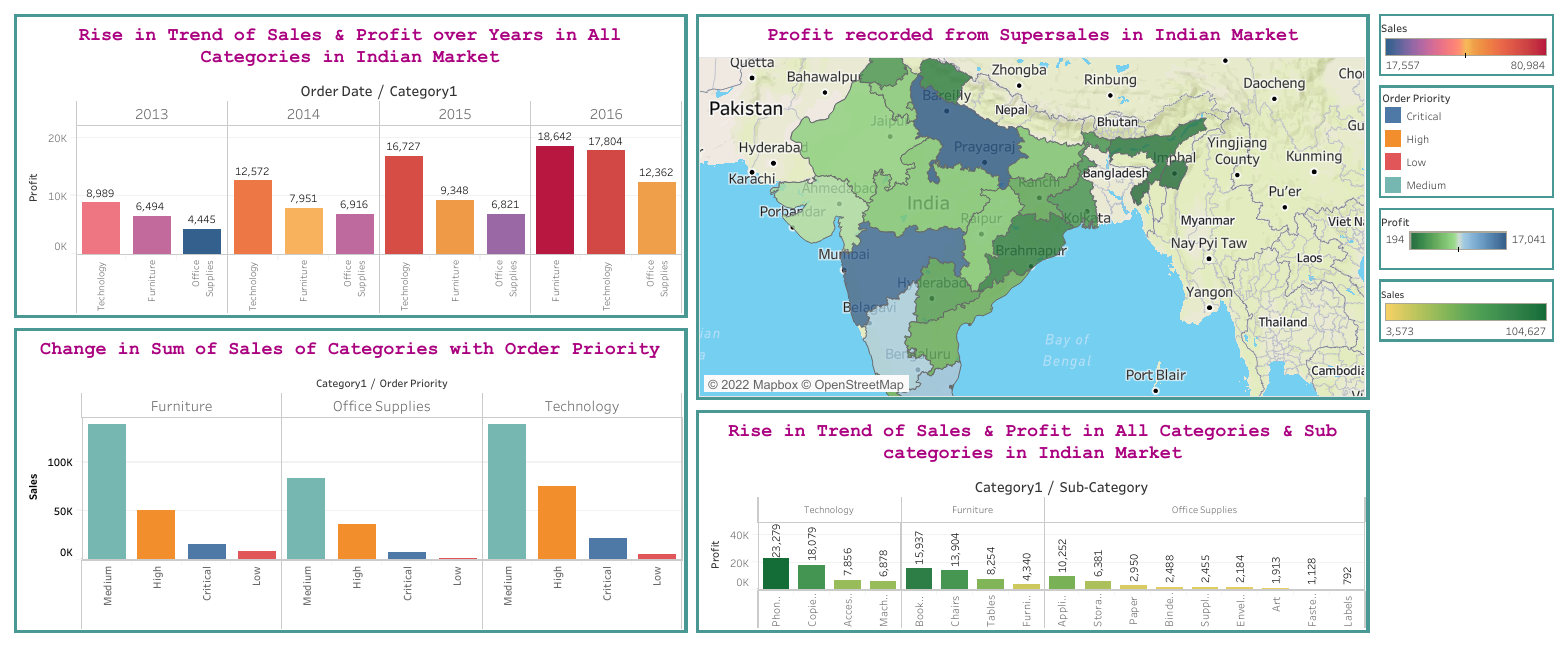 Rise in Trend of Sales & Profit over Years in All
Categories in Indian Market
Order Date / Category1
2013 2014 2015 2016
Profit
20K
10K
0K
8,989 6,494 4,445 12,572 7,951 6,916 16,727 9,348 6,821 18,642 17,804 12,362
Technology Furniture Office Supplies Technology Furniture Office Supplies Technology Furniture Office Supplies Furniture Technology Office Supplies
Change in Sum of Sales of Categories with Order Priority
Category1 / Order Priority
Furniture Office Supplies Technology
Sales
100K
50K
0K
Medium High Critical Low Medium High Critical Low Medium High Critical Low
Profit recorded from Supersales in Indian Market
Quetta
Bahawalpur
Zhongba
Rinbung
Daocheng
Pakistan
Bareilly
Nepal
Bhutan
Jaipur
Hyderabad
Prayagraj
Imphal
Yingjiang
County
Kunming
Karachi
Bangladesh
Ahmedabad
Ranchi
Pu'er
Porbandar
India
Raipur
Kolkata
Myanmar
Mumbai
Brahmapur
Nay Pyi Taw
Laos
Hyderabad
Yangon
Belagavi
Thailand
Bay of
Bengal
Bengaluru
Port Blair
Cambodia
© 2022 Mapbox © OpenStreetMap
Rise in Trend of Sales & Profit in All Categories & Sub
categories in Indian Market
Category1 / Sub-Category
Technology Furniture Office Supplies
Profit
40K
20K
0K
23,279 18,079 7,856 6,878 15,937 13,904 8,254 4,340 10,252 6,381 2,950 2,488 2,455 2,184 1,913 1,128 792
Phon.. Copie.. Acces.. Mach.. Book.. Chairs Tables Furni.. Appli.. Stora.. Paper Binde.. Suppl.. Envel.. Art Faste.. Labels
Sales
17,557 80,984
Order Priority
Critical
High
Low
Medium
Profit
194 17,041
Sales
3,573 104,627